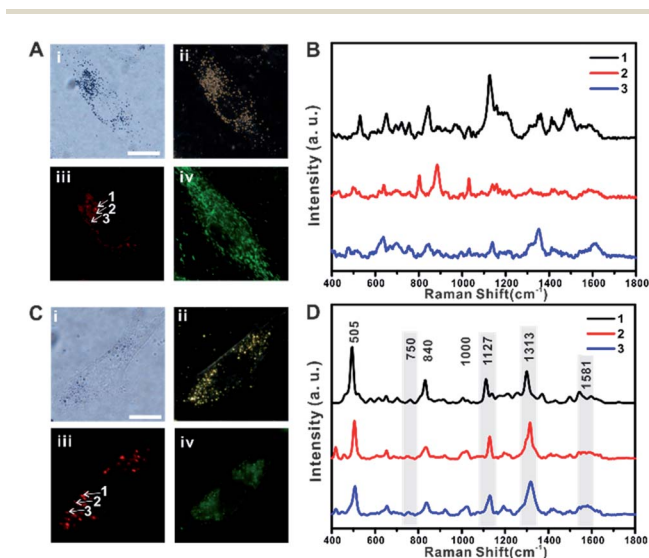 A
i
ii
iii
1
2
3
iv
B
1
2
3
Intensity (a. u.)
400 600 800 1000 1200 1400 1600 1800
Raman Shift(cm⁻¹)
C
i
ii
iii
1
2
3
iv
D
505
750
840
1000
1127
1313
1581
1
2
3
Intensity (a. u.)
400 600 800 1000 1200 1400 1600 1800
Raman Shift(cm⁻¹)